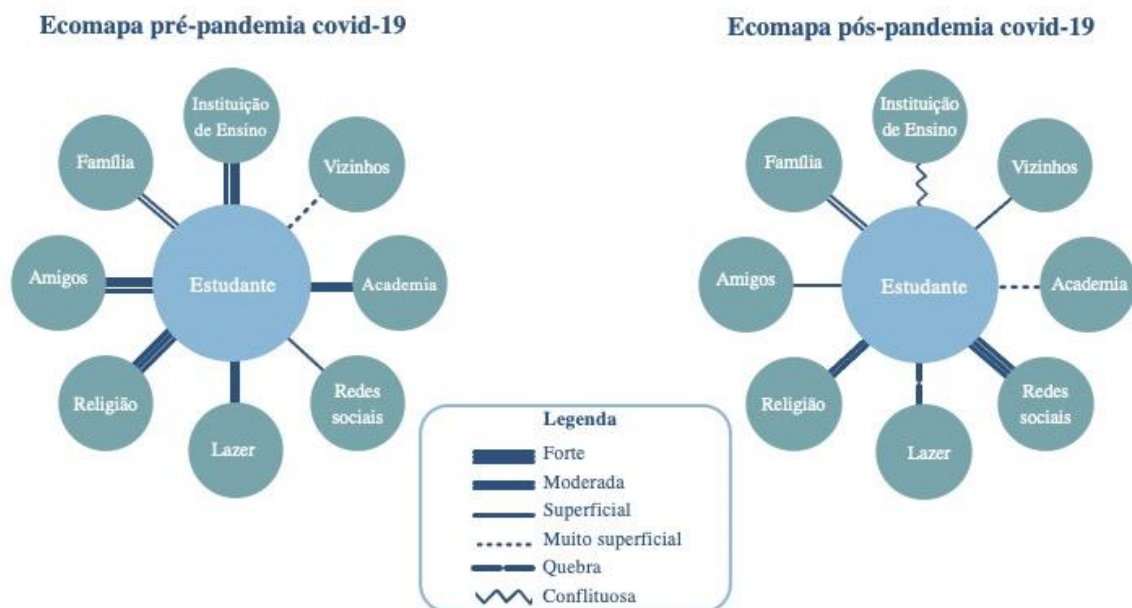 Ecomapa pré-pandemia covid-19
Instituição
de Ensino
Família
Vizinhos
Amigos
Estudante
Academia
Religião
Redes
sociais
Lazer
Ecomapa pós-pandemia covid-19
Instituição
de Ensino
Família
Vizinhos
Amigos
Estudante
Academia
Religião
Redes
sociais
Lazer
Legenda
Forte
Moderada
Superficial
Muito superficial
Quebra
Conflituosa